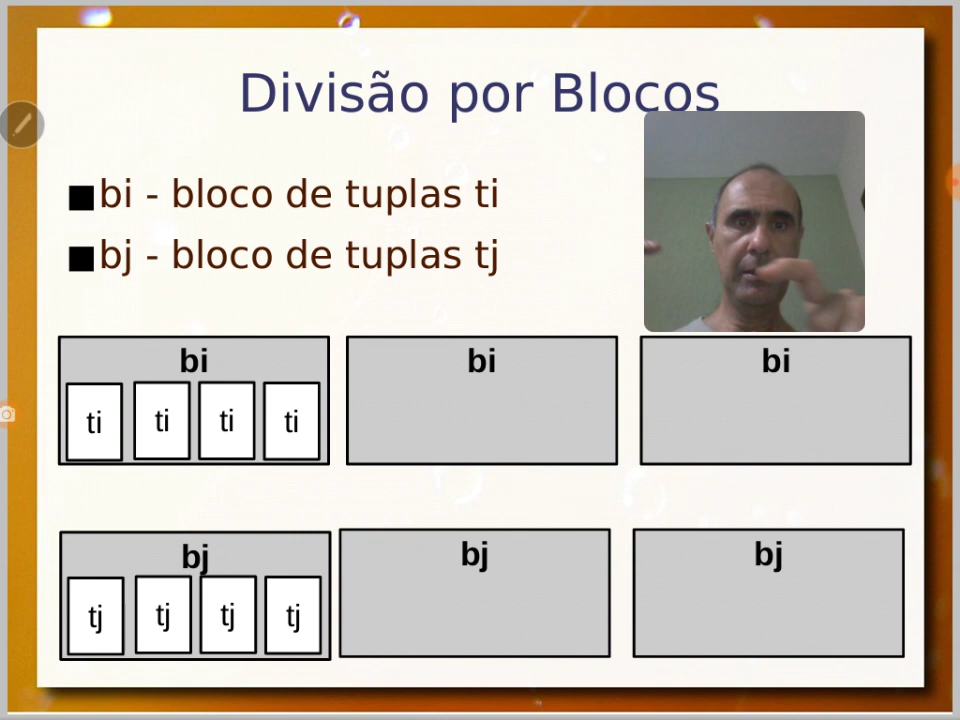 Divisão por Blocos
■bi - bloco de tuplas ti
■bj - bloco de tuplas tj
bi bi bi
ti ti ti ti
bj bj bj
tj tj tj tj